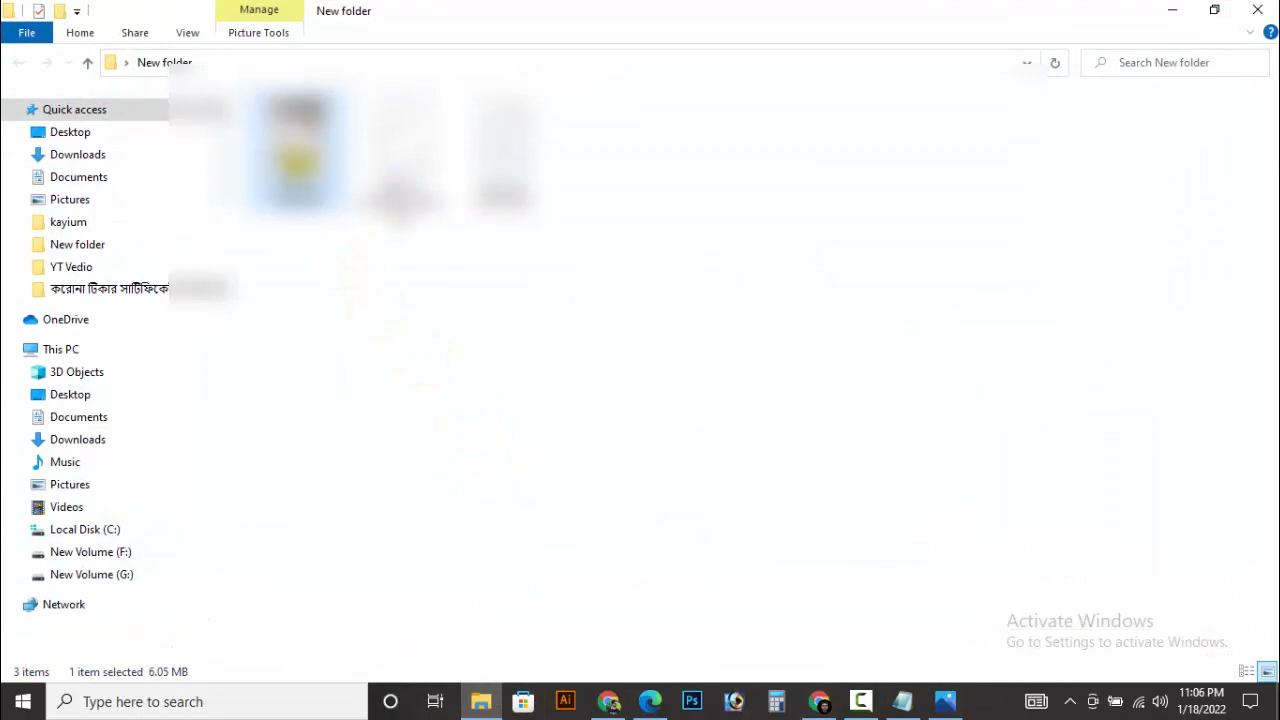 Manage
New folder
File
Home
Share
View
Picture Tools
New folder
Search New folder
Quick access
Desktop
Downloads
Documents
Pictures
kayium
New folder
YT Vedio
করোনা টিকার সার্টিফিকে
OneDrive
This PC
3D Objects
Desktop
Documents
Downloads
Music
Pictures
Videos
Local Disk (C:)
New Volume (F:)
New Volume (G:)
Network
Activate Windows
Go to Settings to activate Windows.
3 items 1 item selected 6.05 MB
Type here to search
Ai
Ps
11:06 PM
1/18/2022